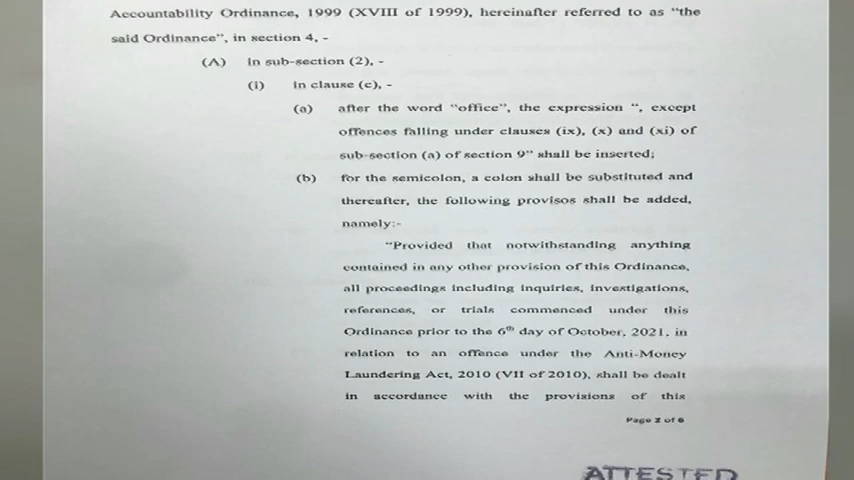 Accountability Ordinance, 1999 (XVIII of 1999), hereinafter referred to as "the
said Ordinance", in section 4, -
(A) in sub-section (2), -
(i) in clause (c), -
(a) after the word "office", the expression ", except
offences falling under clauses (ix), (x) and (xi) of
sub-section (a) of section 9" shall be inserted;
(b) for the semicolon, a colon shall be substituted and
thereafter, the following provisos shall be added,
namely:-
"Provided that notwithstanding anything
contained in any other provision of this Ordinance,
all proceedings including inquiries, investigations,
references, or trials commenced under this
Ordinance prior to the 6th day of October, 2021, in
relation to an offence under the Anti-Money
Laundering Act, 2010 (VII of 2010), shall be dealt
in accordance with the provisions of this
Page 2 of 6
ATTESTED